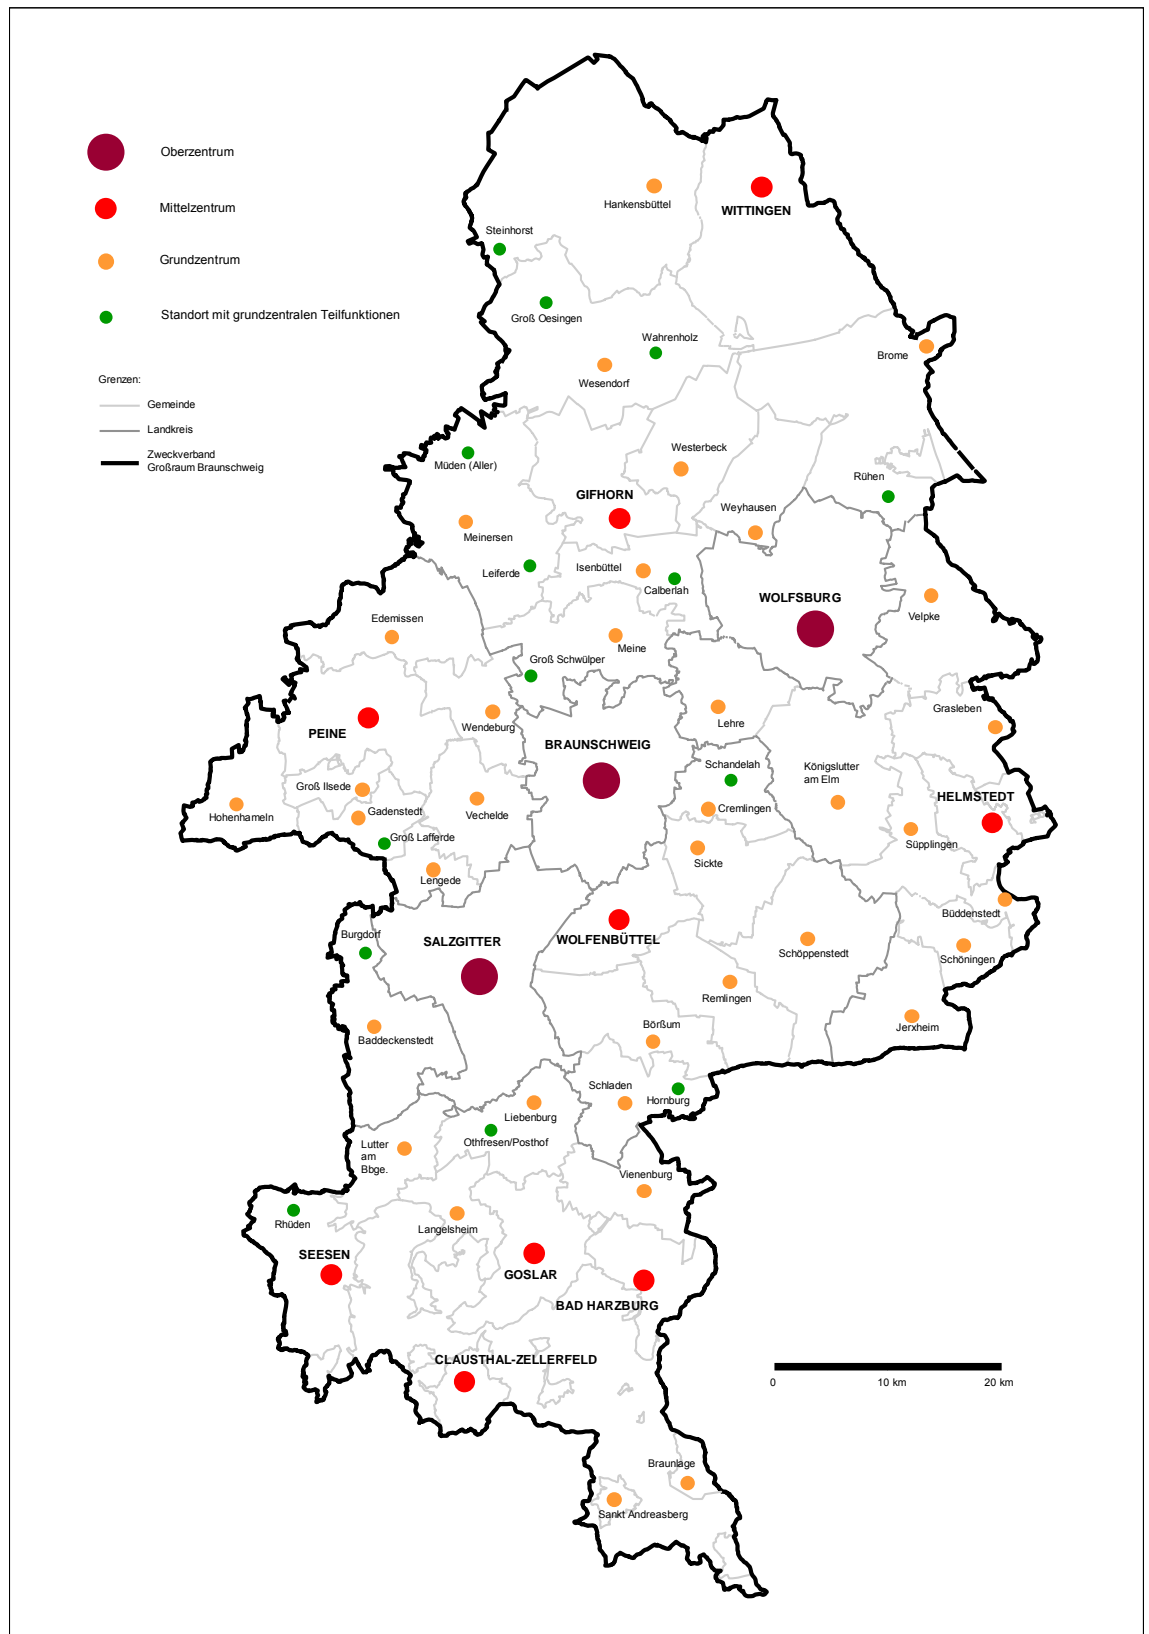 Oberzentrum
Mittelzentrum
Grundzentrum
Standort mit grundzentralen Teilfunktionen
Grenzen:
Gemeinde
Landkreis
Zweckverband
Großraum Braunschweig
Hankensbüttel
WITTINGEN
Steinhorst
Groß Oesingen
Wahrenholz
Brome
Wesendorf
Westerbeck
Müden (Aller)
Rühen
GIFHORN
Weyhausen
Meinersen
Isenbüttel
Leiferde
Calberlah
WOLFSBURG
Velpke
Edemissen
Meine
Groß Schwülper
Grasleben
Lehre
Wendeburg
PEINE
BRAUNSCHWEIG
Schandelah
Königslutter
am Elm
Groß Ilsede
HELMSTEDT
Hohenhameln
Gadenstedt
Vechelde
Cremlingen
Groß Lafferde
Süpplingen
Sickte
Lengede
Büddenstedt
Burgdorf
SALZGITTER
WOLFENBÜTTEL
Schöppenstedt
Schöningen
Remlingen
Börßum
Jerxheim
Baddeckenstedt
Schladen
Hornburg
Liebenburg
Othfresen/Posthof
Lutter
am
Bbge.
Vienenburg
Rhüden
Langelsheim
SEESEN
GOSLAR
BAD HARZBURG
CLAUSTHAL-ZELLERFELD
0
10 km
20 km
Braunlage
Sankt Andreasberg